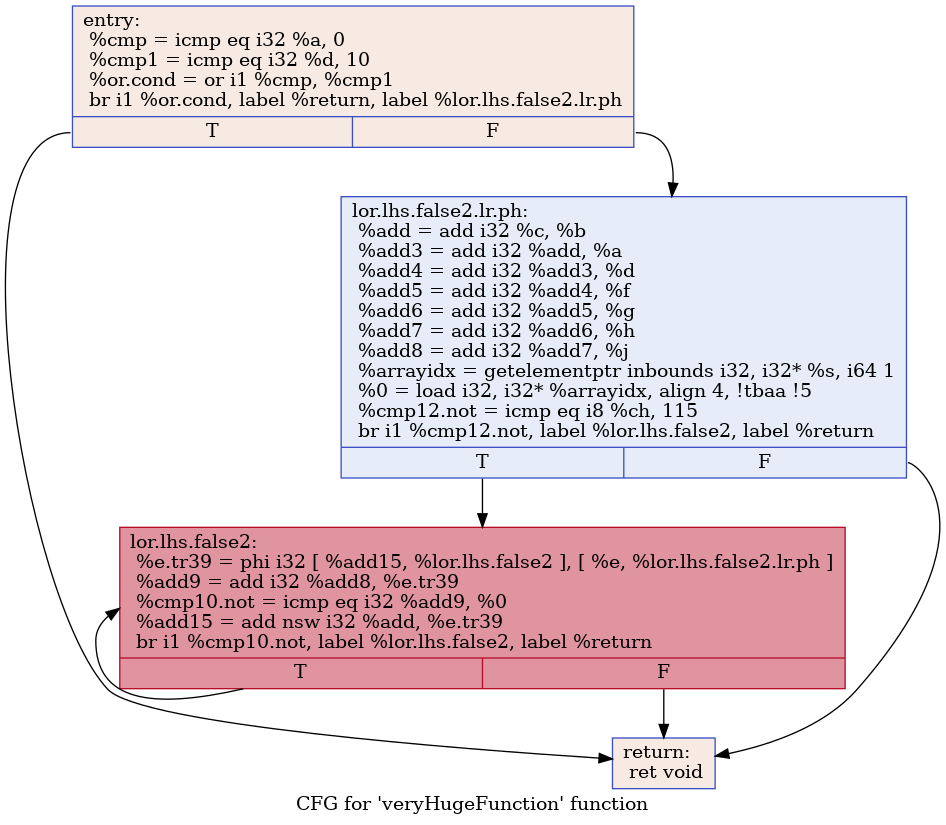 entry:
%cmp = icmp eq i32 %a, 0
%cmp1 = icmp eq i32 %d, 10
%or.cond = or i1 %cmp, %cmp1
br i1 %or.cond, label %return, label %lor.lhs.false2.lr.ph
T F
lor.lhs.false2.lr.ph:
%add = add i32 %c, %b
%add3 = add i32 %add, %a
%add4 = add i32 %add3, %d
%add5 = add i32 %add4, %f
%add6 = add i32 %add5, %g
%add7 = add i32 %add6, %h
%add8 = add i32 %add7, %j
%arrayidx = getelementptr inbounds i32, i32* %s, i64 1
%0 = load i32, i32* %arrayidx, align 4, !tbaa !5
%cmp12.not = icmp eq i8 %ch, 115
br i1 %cmp12.not, label %lor.lhs.false2, label %return
T F
lor.lhs.false2:
%e.tr39 = phi i32 [ %add15, %lor.lhs.false2 ], [ %e, %lor.lhs.false2.lr.ph ]
%add9 = add i32 %add8, %e.tr39
%cmp10.not = icmp eq i32 %add9, %0
%add15 = add nsw i32 %add, %e.tr39
br i1 %cmp10.not, label %lor.lhs.false2, label %return
T F
return:
ret void
CFG for 'veryHugeFunction' function